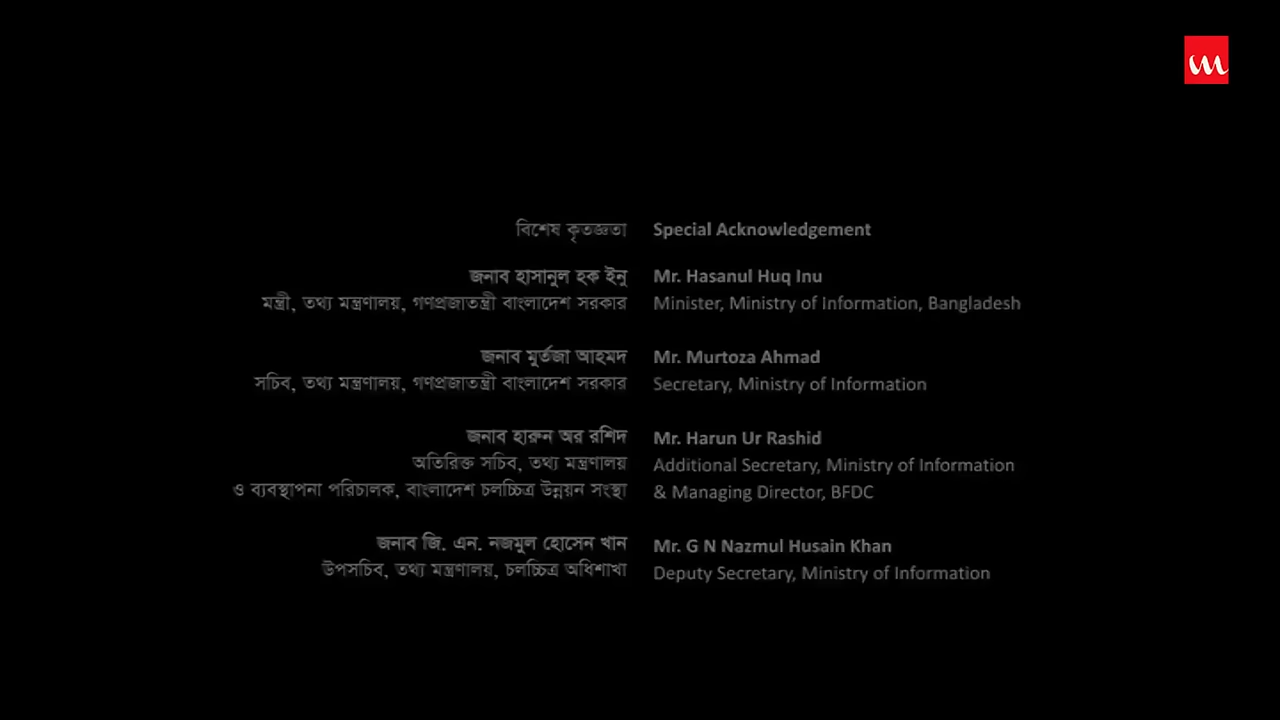 বিশেষ কৃতজ্ঞতা Special Acknowledgement
জনাব হাসানুল হক ইনু Mr. Hasanul Huq Inu
মন্ত্রী, তথ্য মন্ত্রণালয়, গণপ্রজাতন্ত্রী বাংলাদেশ সরকার Minister, Ministry of Information, Bangladesh
জনাব মুর্তজা আহমদ Mr. Murtoza Ahmad
সচিব, তথ্য মন্ত্রণালয়, গণপ্রজাতন্ত্রী বাংলাদেশ সরকার Secretary, Ministry of Information
জনাব হারুন অর রশিদ Mr. Harun Ur Rashid
অতিরিক্ত সচিব, তথ্য মন্ত্রণালয় Additional Secretary, Ministry of Information
ও ব্যবস্থাপনা পরিচালক, বাংলাদেশ চলচ্চিত্র উন্নয়ন সংস্থা & Managing Director, BFDC
জনাব জি. এন. নজমুল হোসেন খান Mr. G N Nazmul Husain Khan
উপসচিব, তথ্য মন্ত্রণালয়, চলচ্চিত্র অধিশাখা Deputy Secretary, Ministry of Information